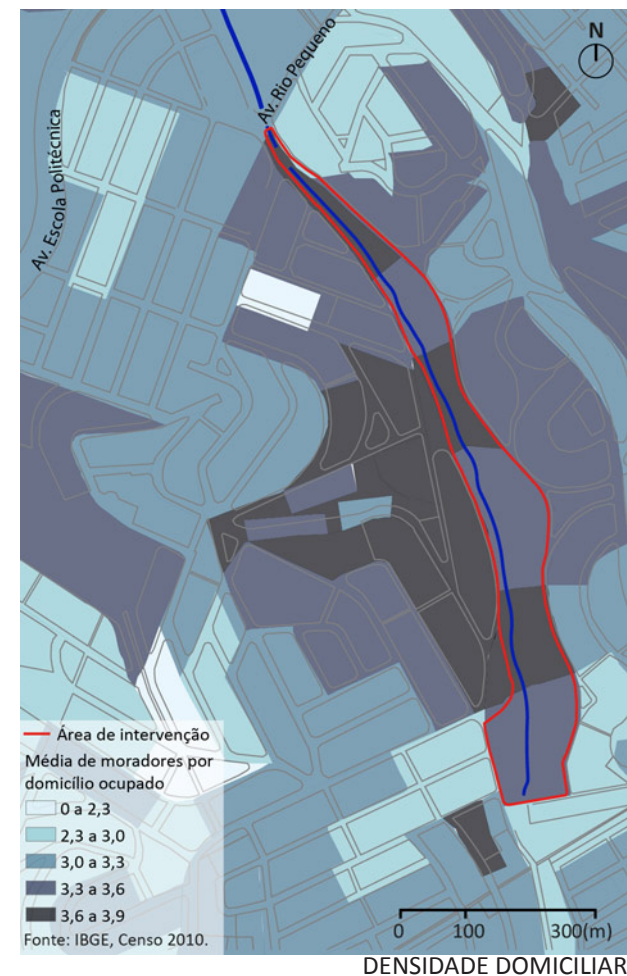 N
Av. Rio Pequeno
Av. Escola Politécnica
Área de intervenção
Média de moradores por
domicílio ocupado
0 a 2,3
2,3 a 3,0
3,0 a 3,3
3,3 a 3,6
3,6 a 3,9
Fonte: IBGE, Censo 2010.
0 100 300(m)
DENSIDADE DOMICILIAR